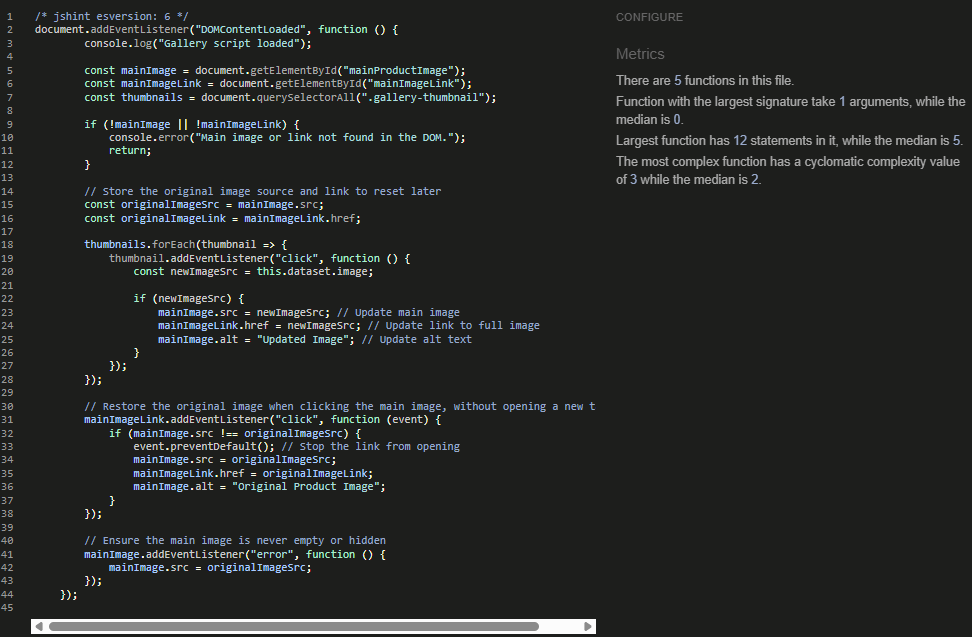 1 /* jshint esversion: 6 */
2 document.addEventListener("DOMContentLoaded", function () {
3 console.log("Gallery script loaded");
4
5 const mainImage = document.getElementById("mainProductImage");
6 const mainImageLink = document.getElementById("mainImageLink");
7 const thumbnails = document.querySelectorAll(".gallery-thumbnail");
8
9 if (!mainImage || !mainImageLink) {
10 console.error("Main image or link not found in the DOM.");
11 return;
12 }
13
14 // Store the original image source and link to reset later
15 const originalImageSrc = mainImage.src;
16 const originalImageLink = mainImageLink.href;
17
18 thumbnails.forEach(thumbnail => {
19 thumbnail.addEventListener("click", function () {
20 const newImageSrc = this.dataset.image;
21
22 if (newImageSrc) {
23 mainImage.src = newImageSrc; // Update main image
24 mainImageLink.href = newImageSrc; // Update link to full image
25 mainImage.alt = "Updated Image"; // Update alt text
26 }
27 });
28 });
29
30 // Restore the original image when clicking the main image, without opening a new t
31 mainImageLink.addEventListener("click", function (event) {
32 if (mainImage.src !== originalImageSrc) {
33 event.preventDefault(); // Stop the link from opening
34 mainImage.src = originalImageSrc;
35 mainImageLink.href = originalImageLink;
36 mainImage.alt = "Original Product Image";
37 }
38 });
39
40 // Ensure the main image is never empty or hidden
41 mainImage.addEventListener("error", function () {
42 mainImage.src = originalImageSrc;
43 });
44 });
45
CONFIGURE
Metrics
There are 5 functions in this file.
Function with the largest signature take 1 arguments, while the
median is 0.
Largest function has 12 statements in it, while the median is 5.
The most complex function has a cyclomatic complexity value
of 3 while the median is 2.